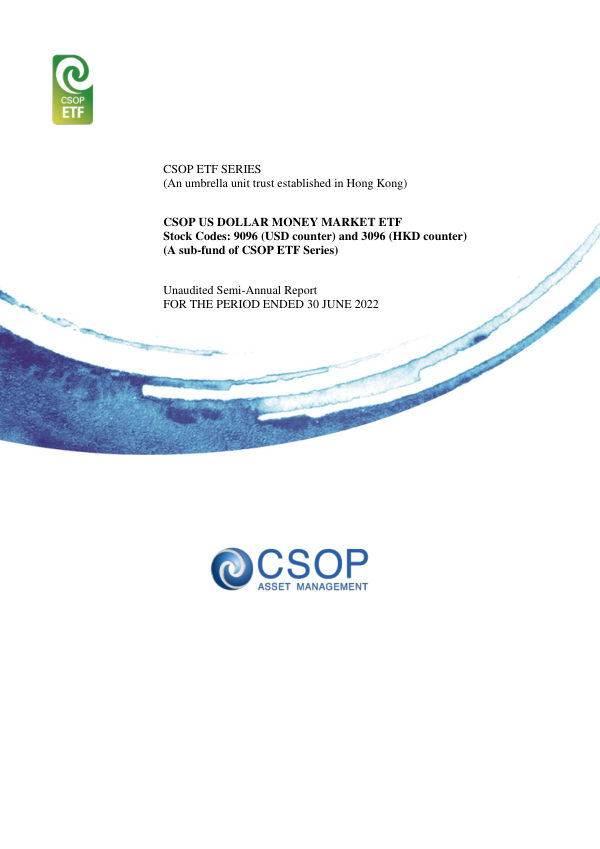 CSOP
ETF
CSOP ETF SERIES
(An umbrella unit trust established in Hong Kong)
CSOP US DOLLAR MONEY MARKET ETF
Stock Codes: 9096 (USD counter) and 3096 (HKD counter)
(A sub-fund of CSOP ETF Series)
Unaudited Semi-Annual Report
FOR THE PERIOD ENDED 30 JUNE 2022
CSOP
ASSET MANAGEMENT